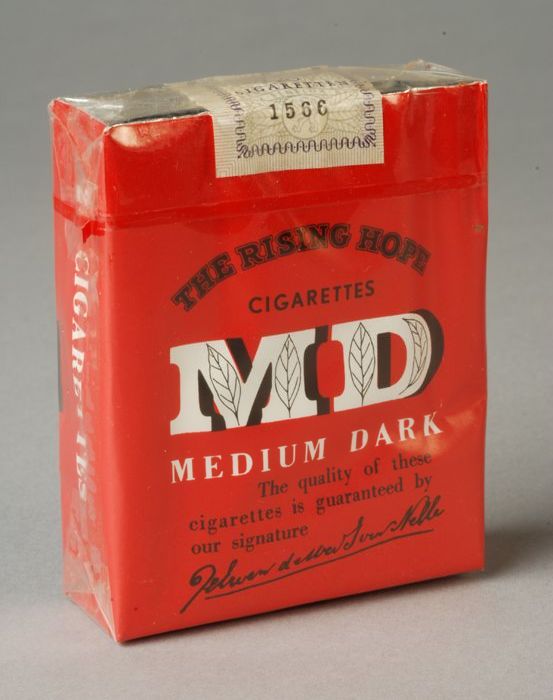 SIGARETTEN
1566
THE RISING HOPE
CIGARETTES
MD
MEDIUM DARK
The quality of these
cigarettes is guaranteed by
our signature
CIGARETTES